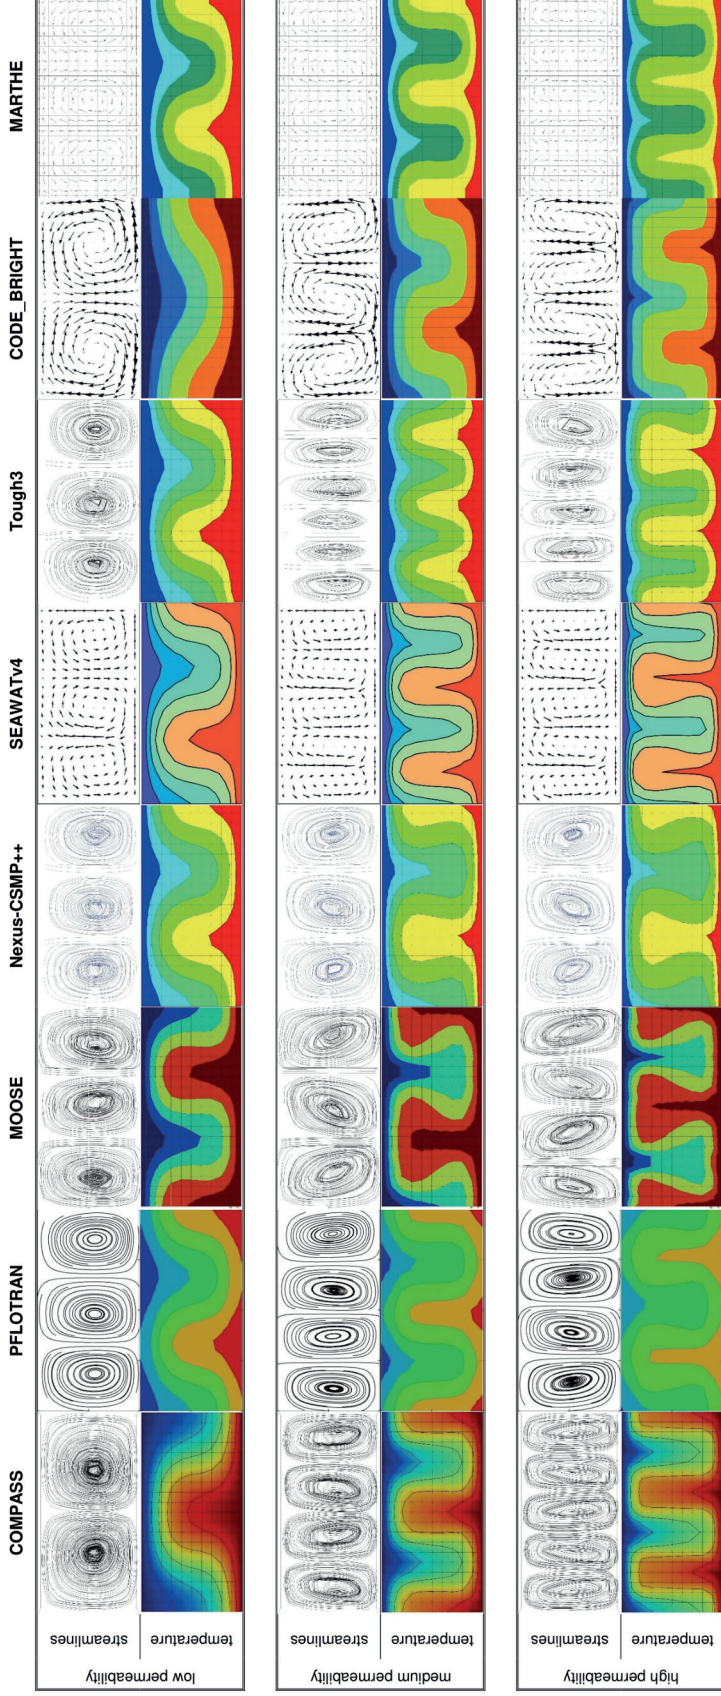 COMPASS
PFLOTRAN
MOOSE
Nexus-CSMP++
SEAWATv4
Tough3
CODE_BRIGHT
MARTHE
low permeability
streamlines
temperature
medium permeability
streamlines
temperature
high permeability
streamlines
temperature